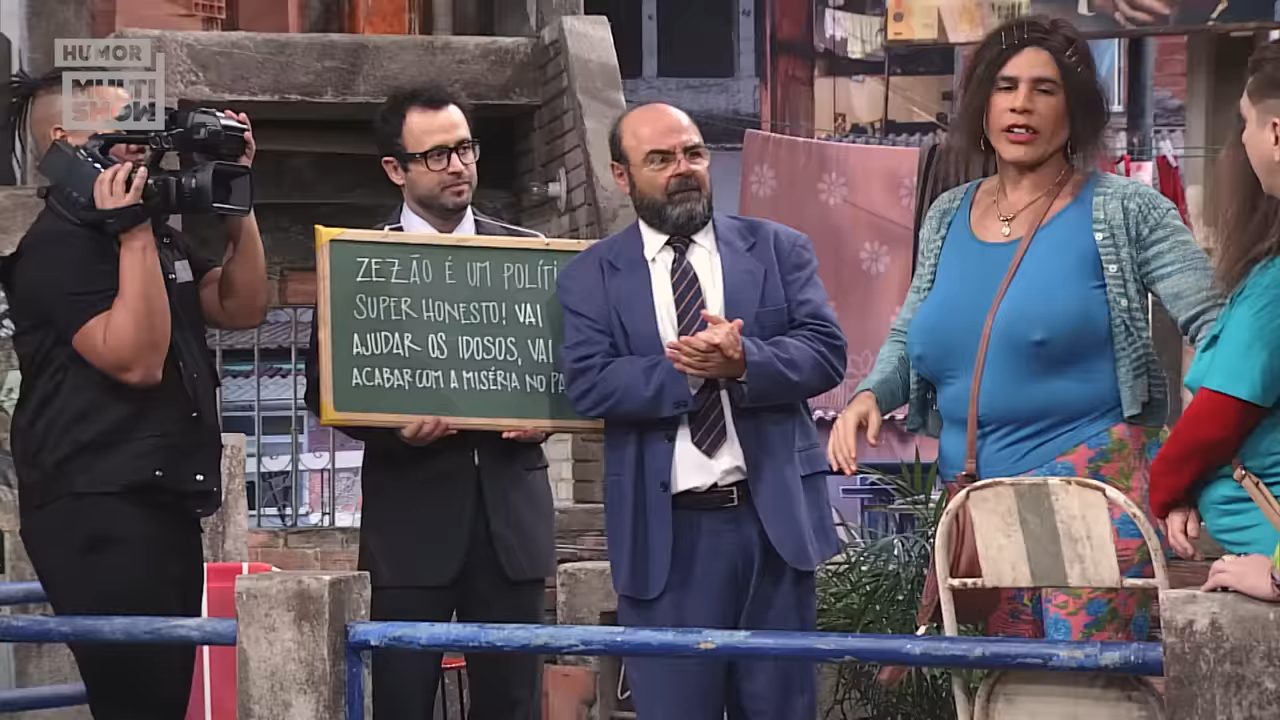 HUMOR
MULTI
SHOW
ZEZÃO É UM POLÍTI
SUPER HONESTO! VAI
AJUDAR OS IDOSOS, VAI
ACABAR COM A MISÉRIA NO PA